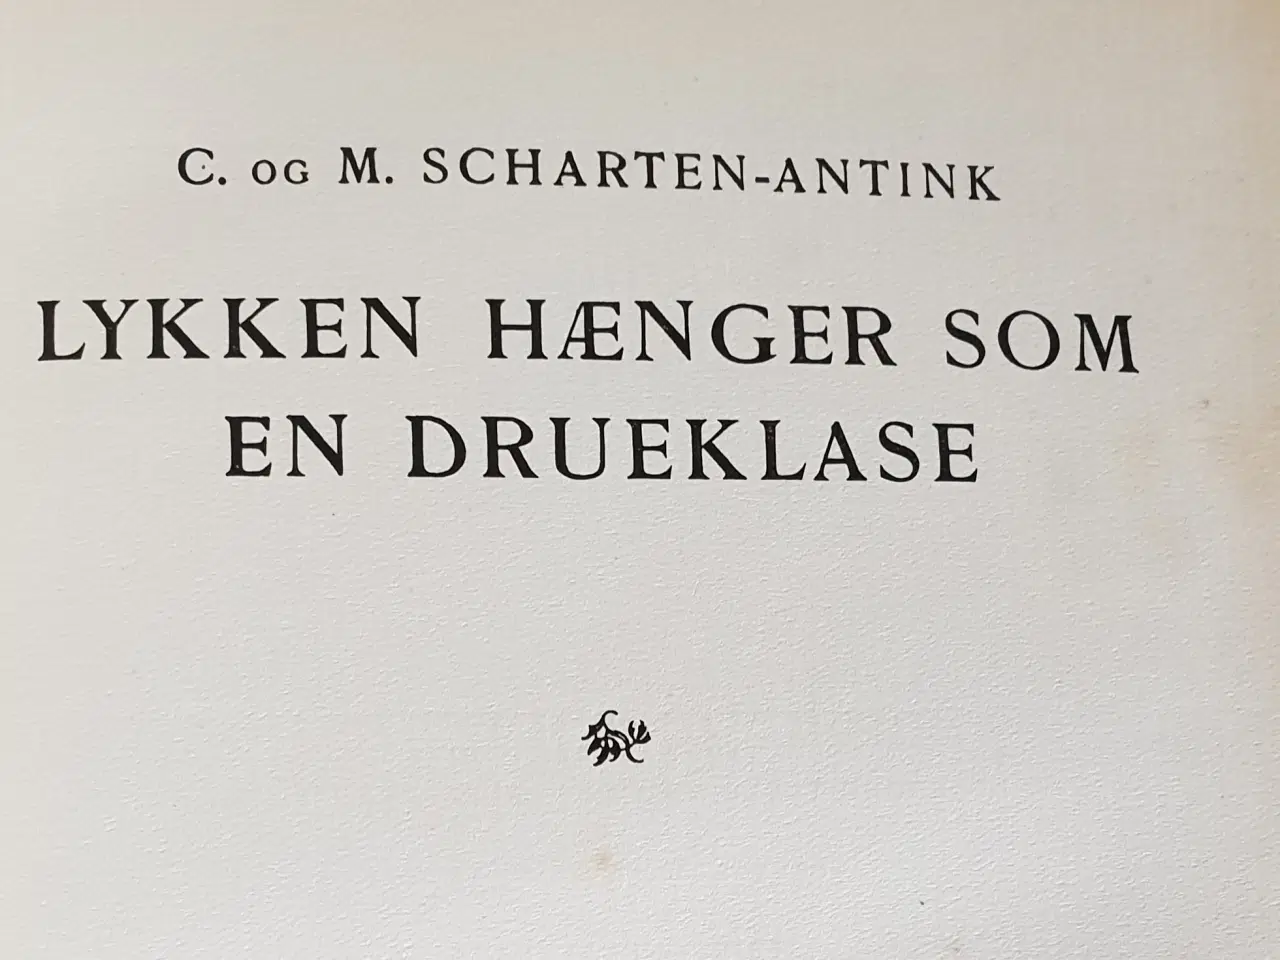 C. OG M. SCHARTEN-ANTINK
LYKKEN HÆNGER SOM
EN DRUEKLASE